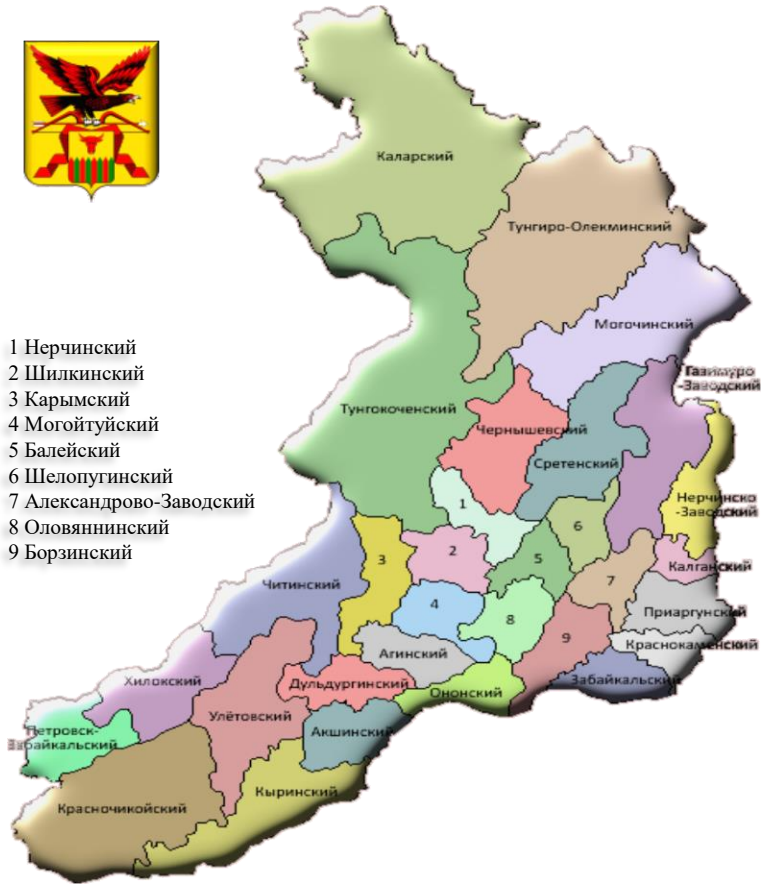 Каларский
Тунгиро-Олекминский
Могочинский
1 Нерчинский
2 Шилкинский
3 Карымский
4 Могойтуйский
5 Балейский
6 Шелопугинский
7 Александрово-Заводский
8 Оловяннинский
9 Борзинский
Газимуро
-Заводский
Тунгокоченский
Чернышевский
Сретенский
Нерчинско
-Заводский
1
6
2
3
5
Калганский
7
Читинский
4
Приаргунский
8
9
Краснокаменский
Агинский
Хилокский
Дульдургинский
Ононский
Забайкальский
Улётовский
Петровск-
Забайкальский
Акшинский
Кыринский
Красночикойский